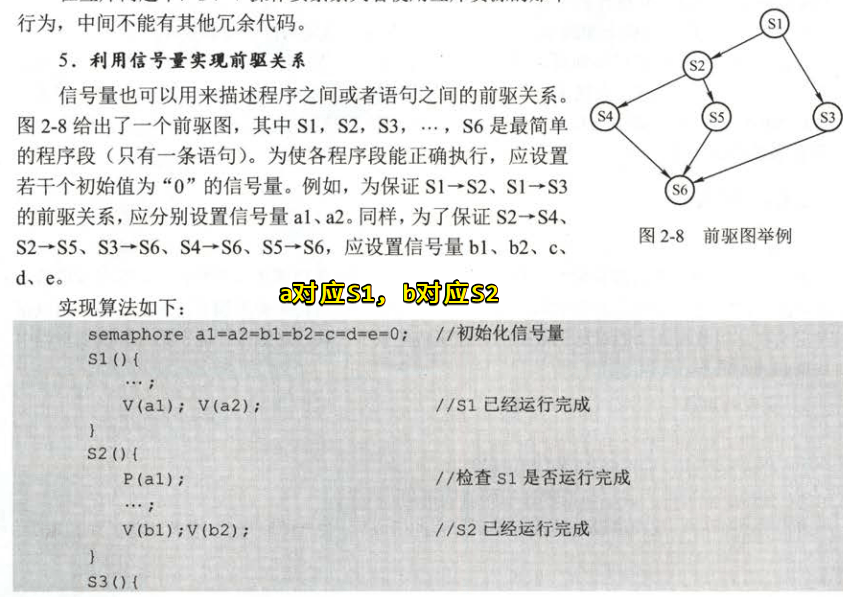 行为，中间不能有其他冗余代码。
5．利用信号量实现前驱关系
信号量也可以用来描述程序之间或者语句之间的前驱关系。
图 2-8 给出了一个前驱图，其中 S1，S2，S3，…，S6 是最简单
的程序段（只有一条语句）。为使各程序段能正确执行，应设置
若干个初始值为“0”的信号量。例如，为保证 S1→S2、S1→S3
的前驱关系，应分别设置信号量 a1、a2。同样，为了保证 S2→S4、
S2→S5、S3→S6、S4→S6、S5→S6，应设置信号量 b1、b2、c、
d、e。
S1
S2
S4
S5
S3
S6
图 2-8 前驱图举例
a对应S1，b对应S2
实现算法如下：
semaphore a1=a2=b1=b2=c=d=e=0; //初始化信号量
S1(){
…;
V(a1); V(a2); //S1 已经运行完成
}
S2(){
P(a1); //检查 S1 是否运行完成
…;
V(b1);V(b2); //S2 已经运行完成
}
S3(){